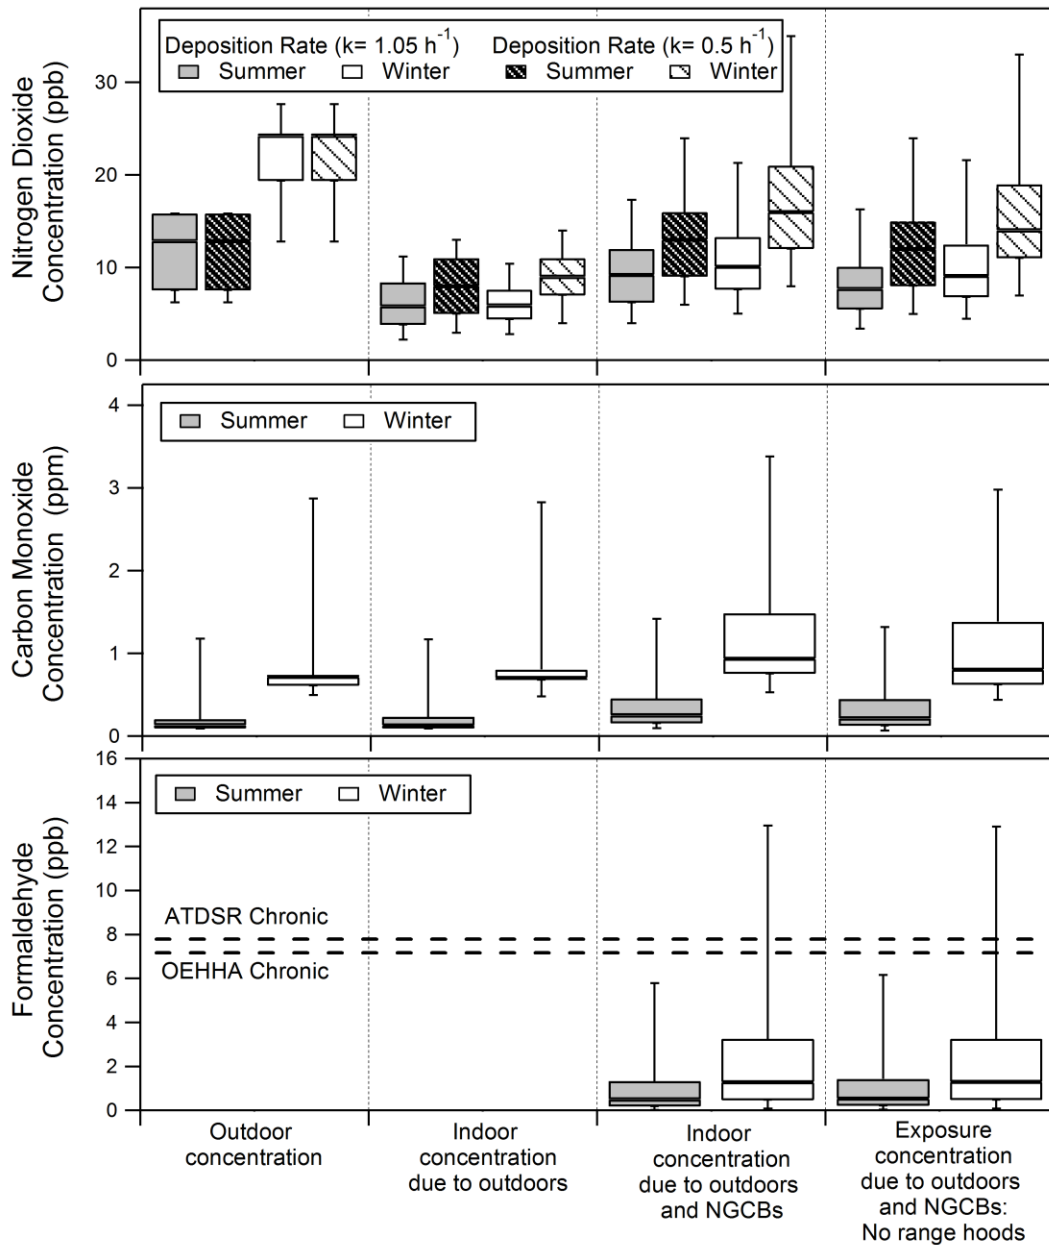 Nitrogen Dioxide
Concentration (ppb)
30
20
10
0
Deposition Rate (k= 1.05 h⁻¹) Deposition Rate (k= 0.5 h⁻¹)
Summer Winter Summer Winter
Carbon Monoxide
Concentration (ppm)
4
3
2
1
0
Summer Winter
Formaldehyde
Concentration (ppb)
16
14
12
10
8
6
4
2
0
Summer Winter
ATDSR Chronic
OEHHA Chronic
Outdoor
concentration
Indoor
concentration
due to outdoors
Indoor
concentration
due to outdoors
and NGCBs
Exposure
concentration
due to outdoors
and NGCBs:
No range hoods